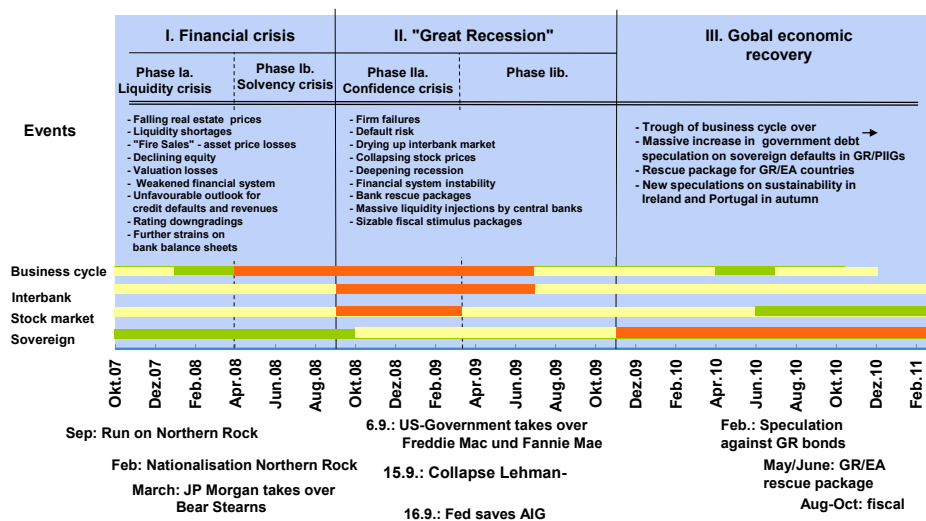 I. Financial crisis
II. "Great Recession"
III. Gobal economic
recovery
Phase Ia.
Liquidity crisis
Phase Ib.
Solvency crisis
Phase IIa.
Confidence crisis
Phase Iib.
Events
- Falling real estate prices
- Liquidity shortages
- "Fire Sales" - asset price losses
- Declining equity
- Valuation losses
- Weakened financial system
- Unfavourable outlook for
credit defaults and revenues
- Rating downgradings
- Further strains on
bank balance sheets
- Firm failures
- Default risk
- Drying up interbank market
- Collapsing stock prices
- Deepening recession
- Financial system instability
- Bank rescue packages
- Massive liquidity injections by central banks
- Sizable fiscal stimulus packages
- Trough of business cycle over
- Massive increase in government debt
speculation on sovereign defaults in GR/PIIGs
- Rescue package for GR/EA countries
- New speculations on sustainability in
Ireland and Portugal in autumn
Business cycle
Interbank
Stock market
Sovereign
Okt.07
Dez.07
Feb.08
Apr.08
Jun.08
Aug.08
Okt.08
Dez.08
Feb.09
Apr.09
Jun.09
Aug.09
Okt.09
Dez.09
Feb.10
Apr.10
Jun.10
Aug.10
Okt.10
Dez.10
Feb.11
Sep: Run on Northern Rock
Feb: Nationalisation Northern Rock
March: JP Morgan takes over
Bear Stearns
6.9.: US-Government takes over
Freddie Mac und Fannie Mae
15.9.: Collapse Lehman-
16.9.: Fed saves AIG
Feb.: Speculation
against GR bonds
May/June: GR/EA
rescue package
Aug-Oct: fiscal